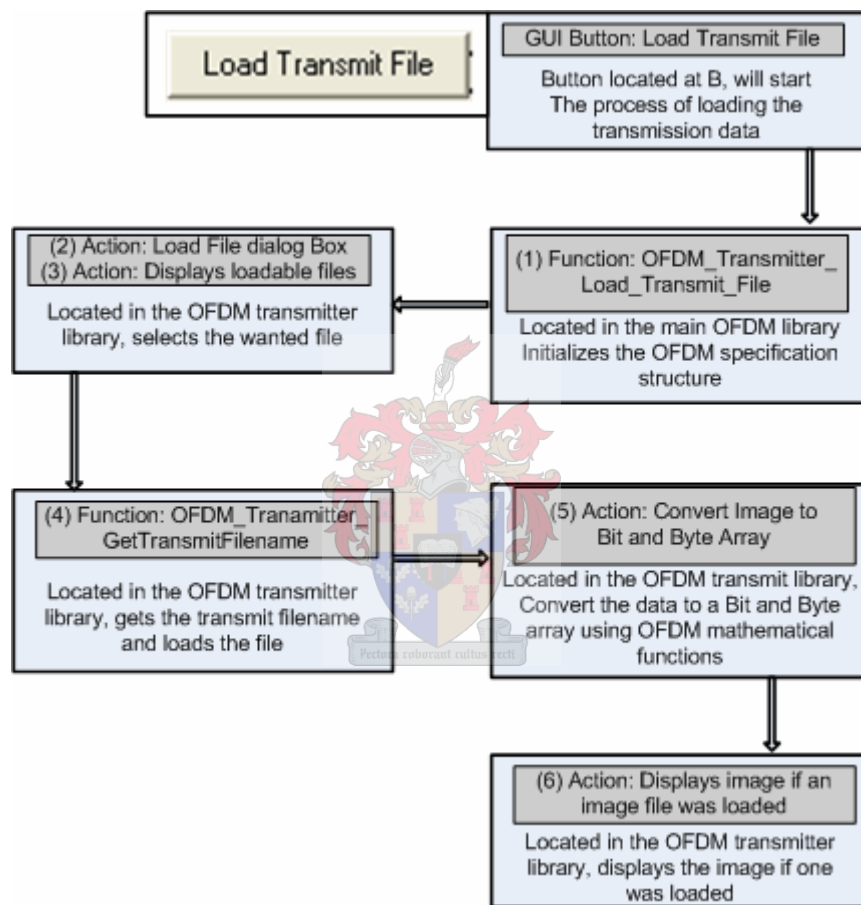 Load Transmit File
GUI Button: Load Transmit File
Button located at B, will start
The process of loading the
transmission data
(1) Function: OFDM_Transmitter_
Load_Transmit_File
Located in the main OFDM library
Initializes the OFDM specification
structure
(2) Action: Load File dialog Box
(3) Action: Displays loadable files
Located in the OFDM transmitter
library, selects the wanted file
(4) Function: OFDM_Tranamitter_
GetTransmitFilename
Located in the OFDM transmitter
library, gets the transmit filename
and loads the file
(5) Action: Convert Image to
Bit and Byte Array
Located in the OFDM transmit library,
Convert the data to a Bit and Byte
array using OFDM mathematical
functions
Pectora roborant cultus recti
(6) Action: Displays image if an
image file was loaded
Located in the OFDM transmitter
library, displays the image if one
was loaded